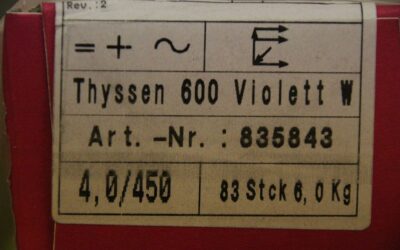 Rev.:2
= + ~
Thyssen 600 Violett W
Art. -Nr. : 835843
4,0/450
83 Stck 6,0 Kg